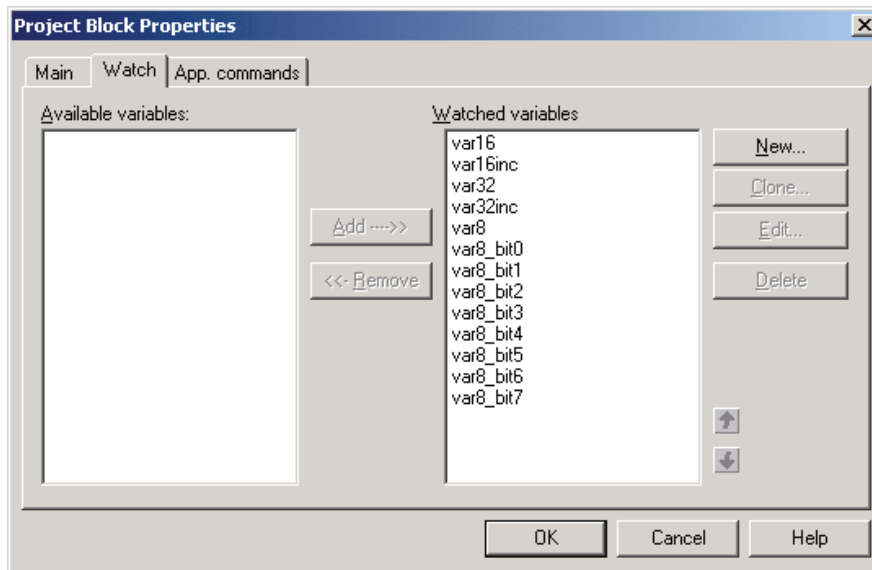 Project Block Properties
Main
Watch
App. commands
Available variables:
Watched variables
var16
var16inc
var32
var32inc
var8
var8_bit0
var8_bit1
var8_bit2
var8_bit3
var8_bit4
var8_bit5
var8_bit6
var8_bit7
Add ---->>
<<- Remove
New...
Clone...
Edit...
Delete
OK
Cancel
Help